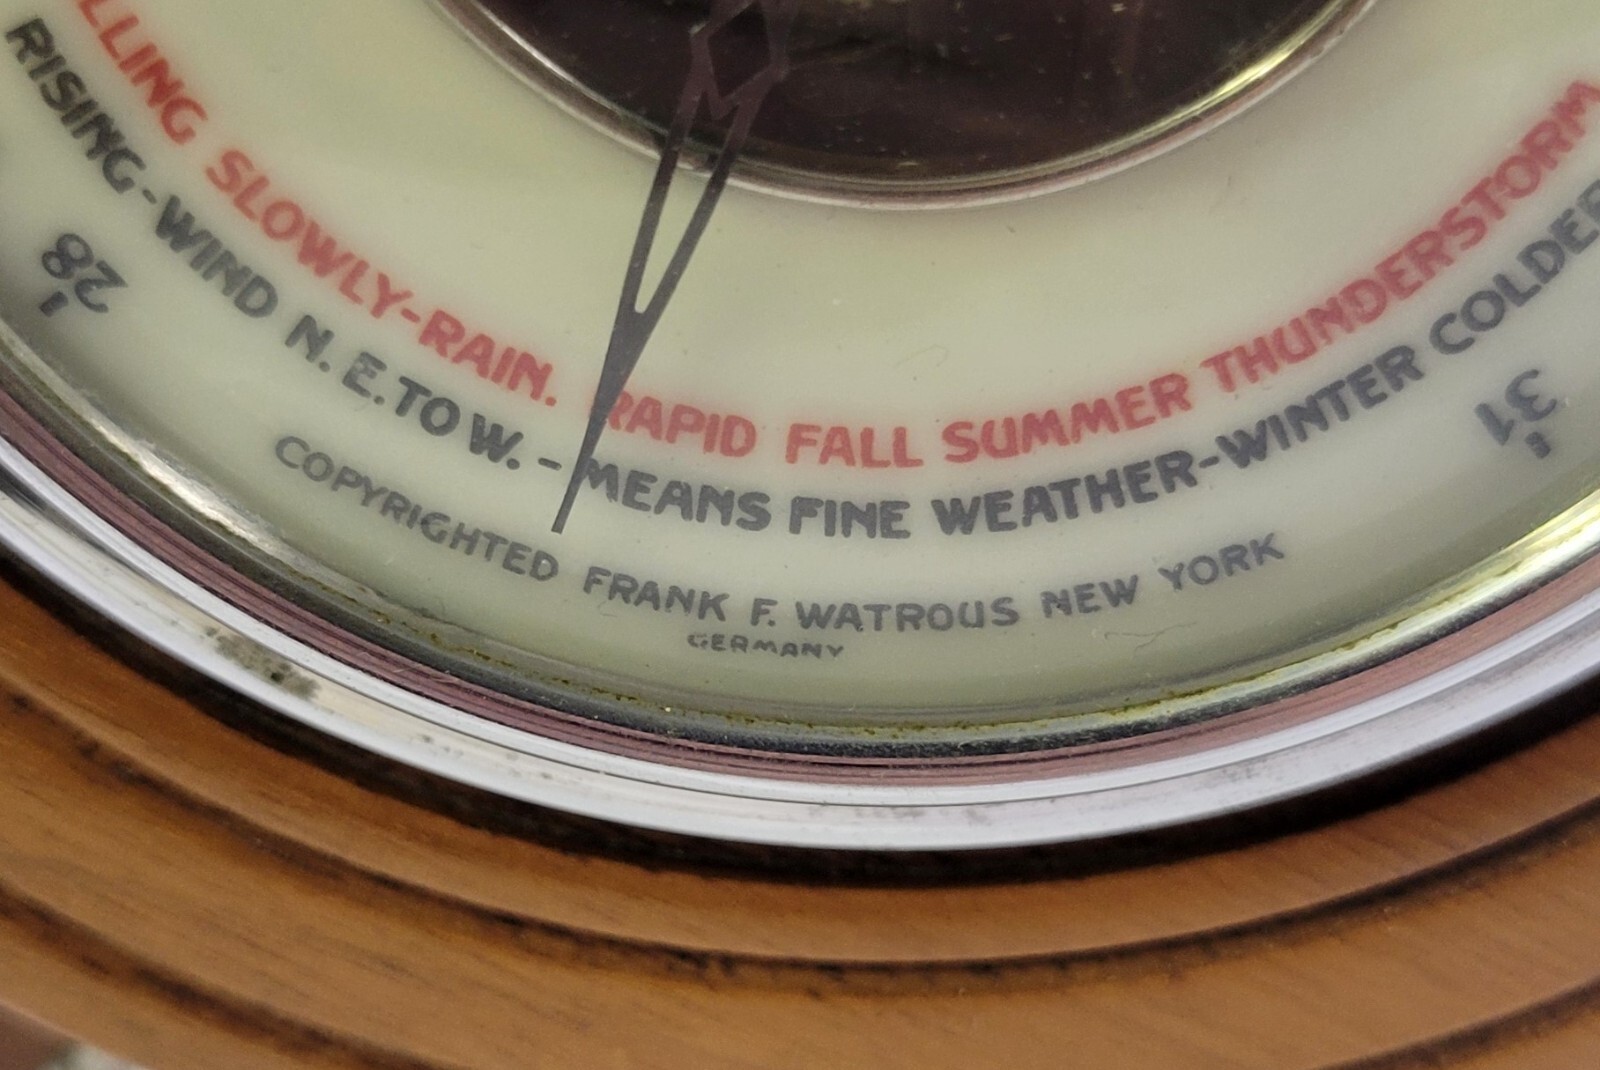 LLING SLOWLY-RAIN. RAPID FALL SUMMER THUNDERSTORM
RISING-WIND N.E. TO W.-MEANS FINE WEATHER-WINTER COLDER
28
31
COPYRIGHTED FRANK F. WATROUS NEW YORK
GERMANY